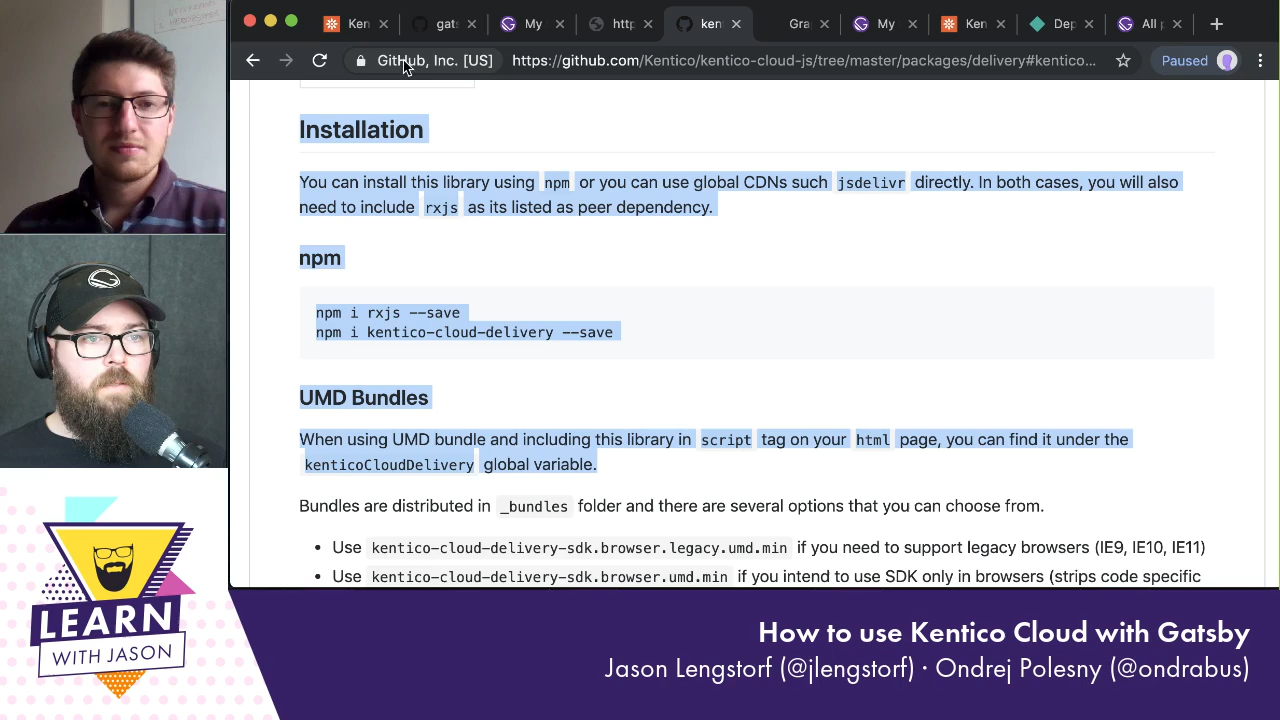 Ken
gats
My
http
ken
Gra
My
Ken
Dep
All p
GitHub, Inc. [US]
https://github.com/Kentico/kentico-cloud-js/tree/master/packages/delivery#kentico...
Paused
Installation
You can install this library using npm or you can use global CDNs such jsdelivr directly. In both cases, you will also
need to include rxjs as its listed as peer dependency.
npm
npm i rxjs --save
npm i kentico-cloud-delivery --save
UMD Bundles
When using UMD bundle and including this library in script tag on your html page, you can find it under the
kenticoCloudDelivery global variable.
Bundles are distributed in _bundles folder and there are several options that you can choose from.
• Use kentico-cloud-delivery-sdk.browser.legacy.umd.min if you need to support legacy browsers (IE9, IE10, IE11)
• Use kentico-cloud-delivery-sdk.browser.umd.min if you intend to use SDK only in browsers (strips code specific
LEARN
WITH JASON
How to use Kentico Cloud with Gatsby
Jason Lengstorf (@jlengstorf) · Ondrej Polesny (@ondrabus)